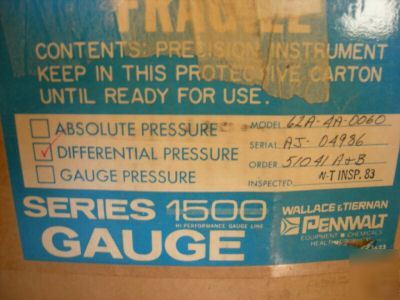 FRAGILE
CONTENTS: PRECISION INSTRUMENT
KEEP IN THIS PROTECTIVE CARTON
UNTIL READY FOR USE.
ABSOLUTE PRESSURE
DIFFERENTIAL PRESSURE
GAUGE PRESSURE
MODEL 62A-4A-0060
SERIAL AJ-04936
ORDER 51041 A&B
INSPECTED N-T INSP. 83
SERIES 1500
HI PERFORMANCE GAUGE LINE
GAUGE
WALLACE & TIERNAN
PENNWALT
EQUIPMENT • CHEMICALS